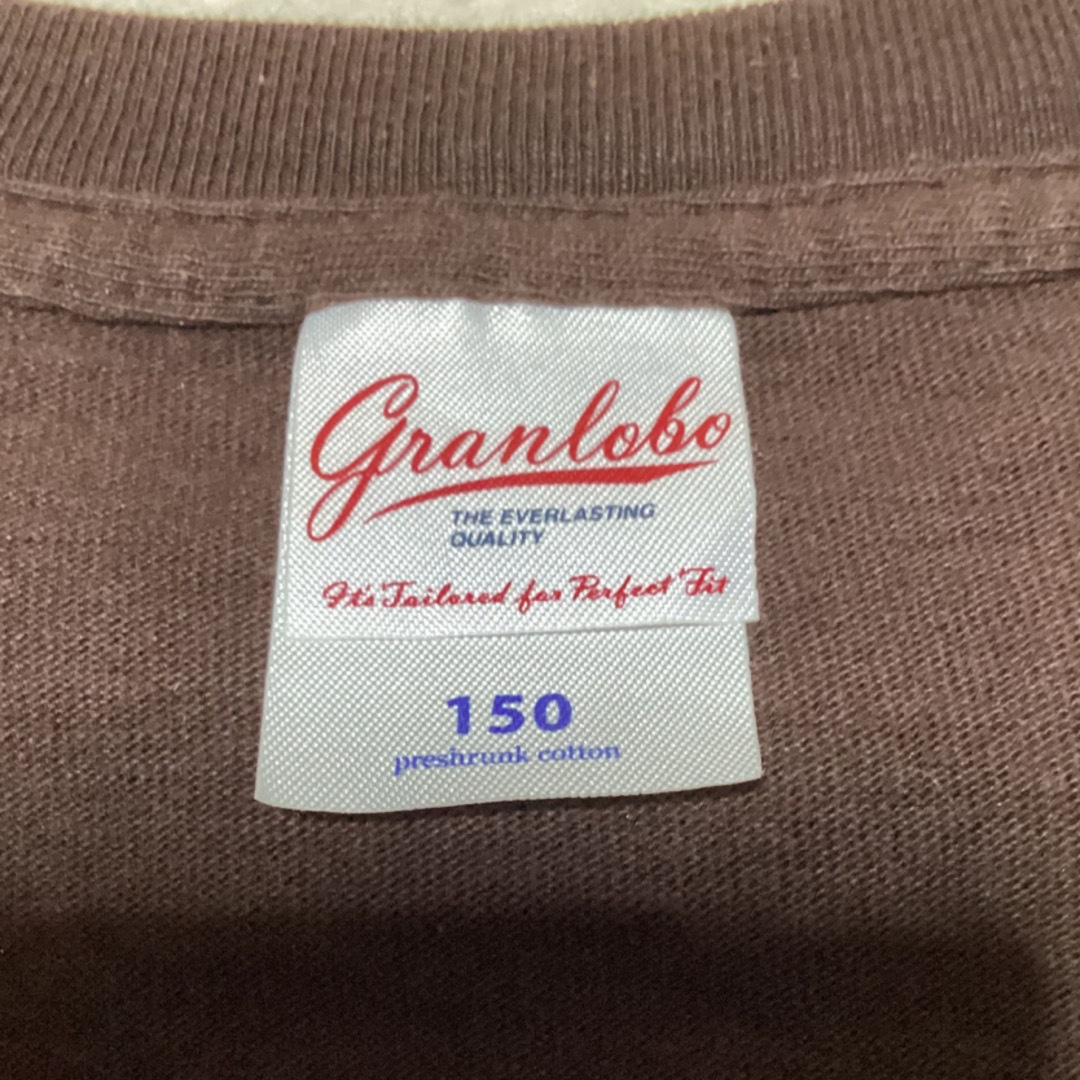 Granlobo
THE EVERLASTING
QUALITY
It's Tailored for Perfect Fit
150
preshrunk cotton